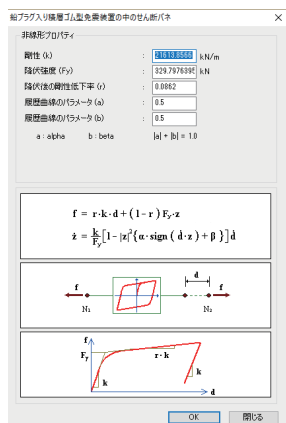 鉛プラグ入り積層ゴム型免震装置の中のせん断バネ
非線形プロパティ
剛性 (k) : 21613.8566 kN/m
降伏強度 (Fy) : 329.7976395 kN
降伏後の剛性低下率 (r) : 0.0862
履歴曲線のパラメータ (a) : 0.5
履歴曲線のパラメータ (b) : 0.5
a : alpha b : beta |a| + |b| = 1.0
f = r·k·d + ( 1 − r ) Fy·z
ż = k/Fy [ 1 − |z|²{ α·sign ( ḋ·z ) + β } ] ḋ
d
f f
N₁ N₂
f
Fy r·k
k k
d
OK 閉じる